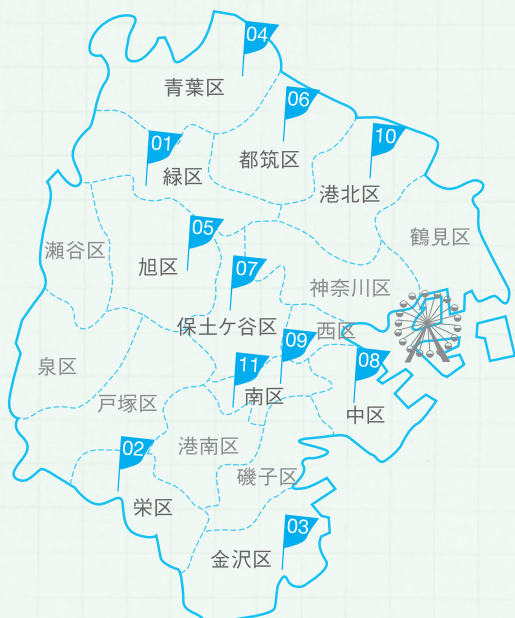 04
青葉区
06
都筑区
01
緑区
10
港北区
瀬谷区
05
旭区
鶴見区
07
神奈川区
保土ケ谷区
09
西区
泉区
11
南区
08
中区
戸塚区
港南区
02
栄区
磯子区
03
金沢区